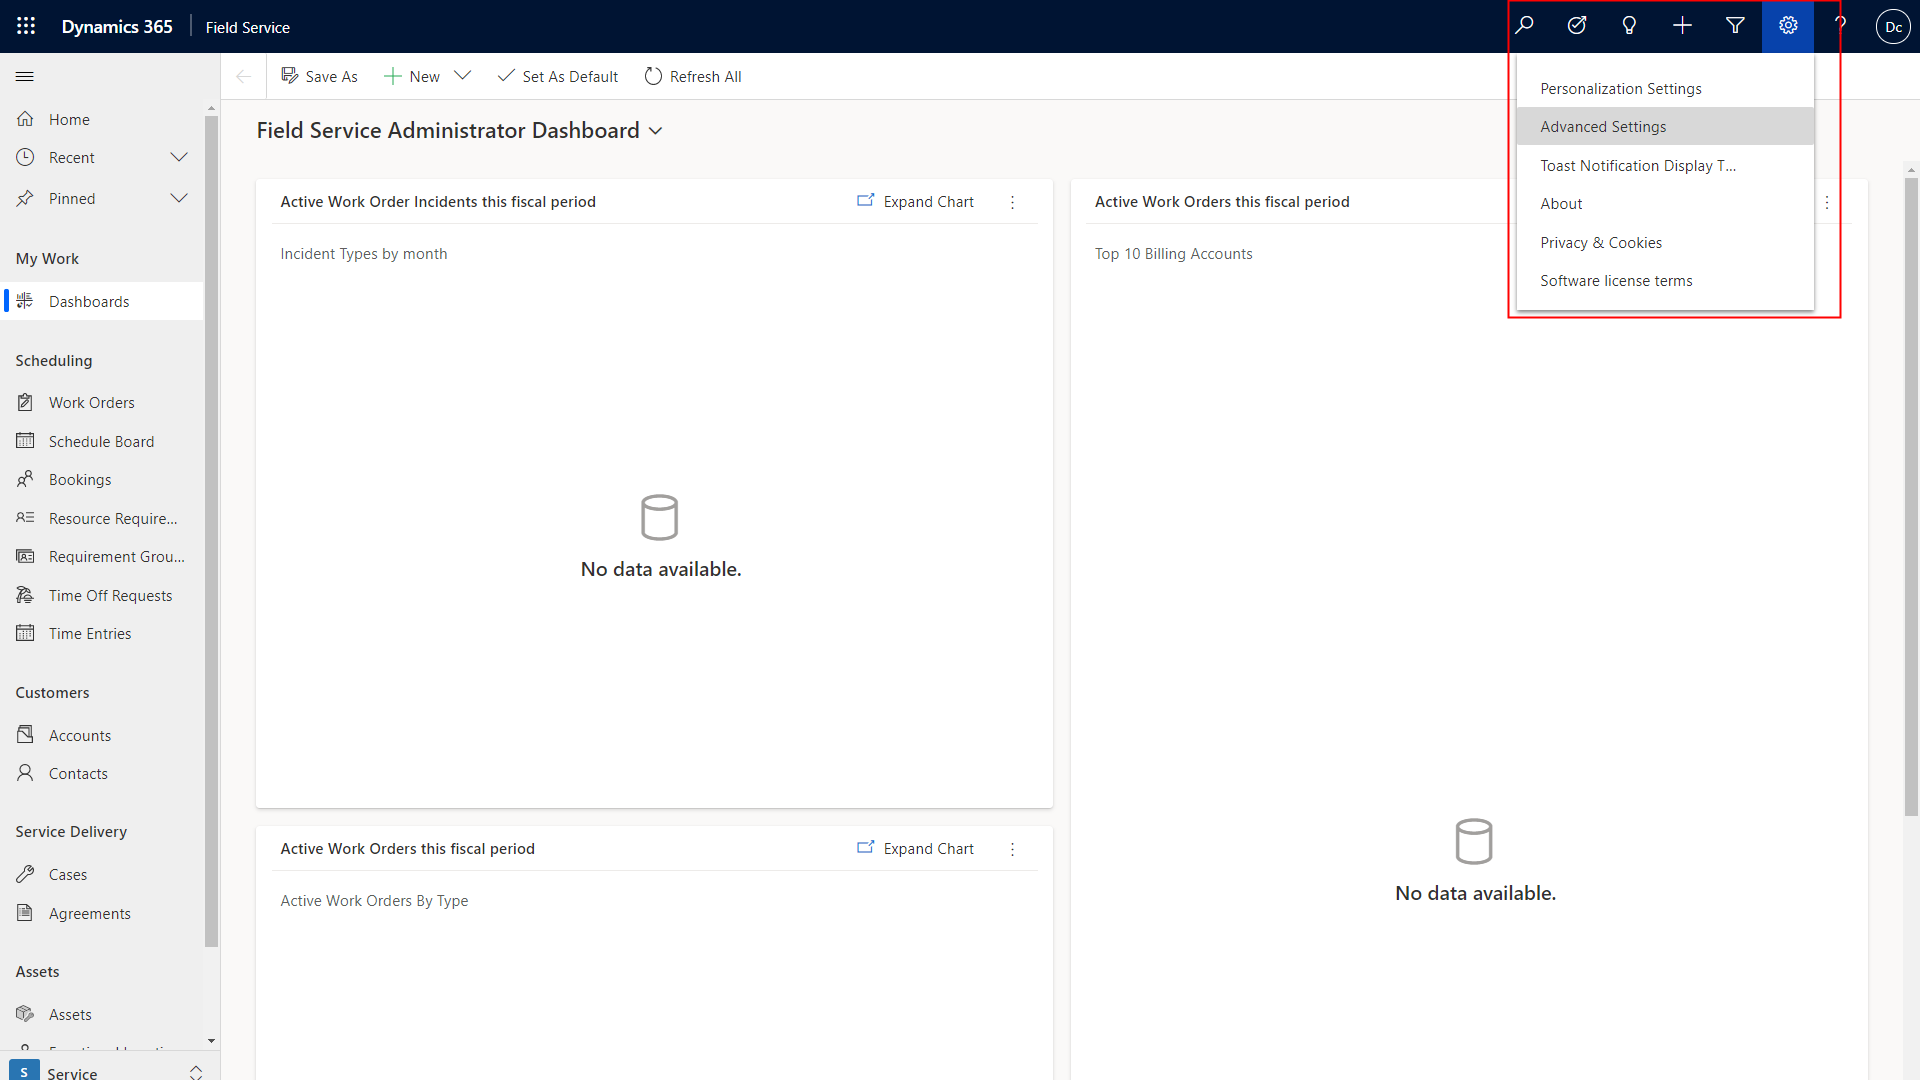 Dynamics 365
Field Service
?
Dc
Save As
New
Set As Default
Refresh All
Personalization Settings
Advanced Settings
Toast Notification Display T...
About
Privacy & Cookies
Software license terms
Home
Recent
Pinned
My Work
Dashboards
Scheduling
Work Orders
Schedule Board
Bookings
Resource Require...
Requirement Grou...
Time Off Requests
Time Entries
Customers
Accounts
Contacts
Service Delivery
Cases
Agreements
Assets
Assets
S
Service
Field Service Administrator Dashboard
Active Work Order Incidents this fiscal period
Expand Chart
Incident Types by month
No data available.
Active Work Orders this fiscal period
Top 10 Billing Accounts
No data available.
Active Work Orders this fiscal period
Expand Chart
Active Work Orders By Type